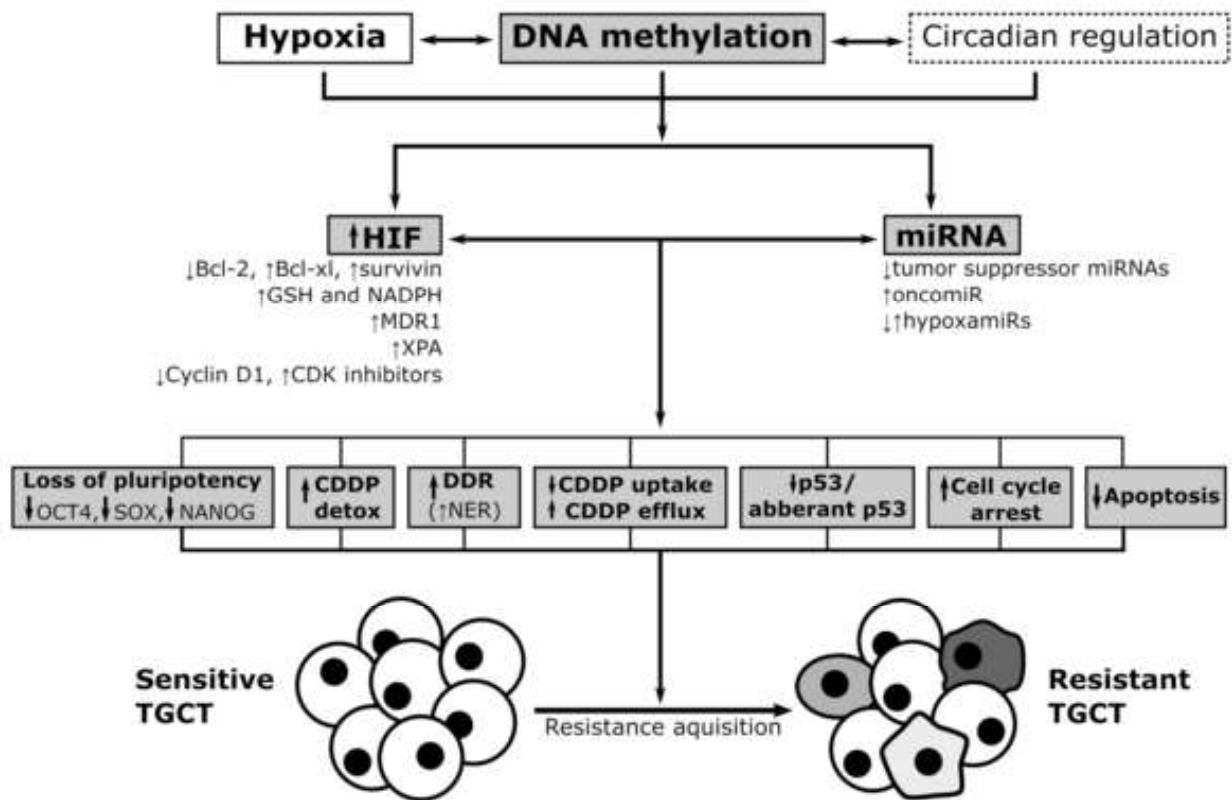 Hypoxia
DNA methylation
Circadian regulation
↑HIF
↓Bcl-2, ↑Bcl-xl, ↑survivin
↑GSH and NADPH
↑MDR1
↑XPA
↓Cyclin D1, ↑CDK inhibitors
miRNA
↓tumor suppressor miRNAs
↑oncomiR
↓↑hypoxamiRs
Loss of pluripotency
↓OCT4,↓SOX,↓NANOG
↑CDDP
detox
↑DDR
(↑NER)
↓CDDP uptake
↑ CDDP efflux
↓p53/
abberant p53
↑Cell cycle
arrest
↓Apoptosis
Sensitive
TGCT
Resistance aquisition
Resistant
TGCT